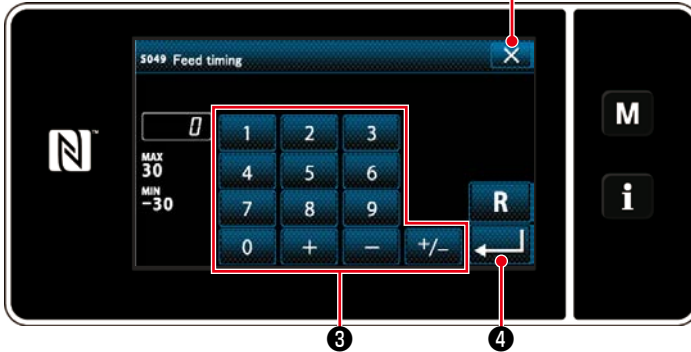 S049 Feed timing
0
MAX
30
MIN
-30
1 2 3
4 5 6
7 8 9
0 + − +/−
R
M
i
N
❸
❹